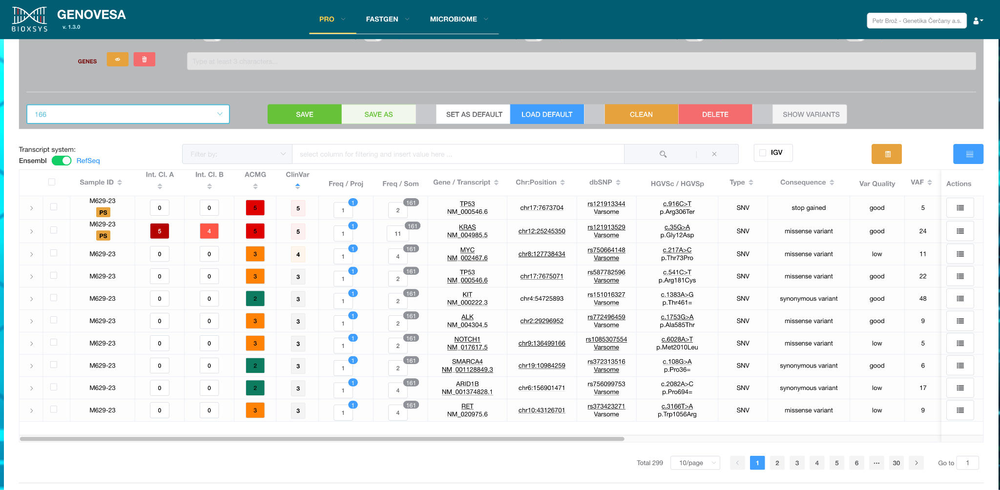 BIOXSYS
GENOVESA
v. 1.3.0
PRO FASTGEN MICROBIOME
Petr Brož - Genetika Čerčany a.s.
GENES
Type at least 3 characters...
166
SAVE SAVE AS SET AS DEFAULT LOAD DEFAULT CLEAN DELETE SHOW VARIANTS
Transcript system:
Ensembl RefSeq
Filter by: select column for filtering and insert value here ...
IGV
Sample ID Int. Cl. A Int. Cl. B ACMG ClinVar Freq / Proj Freq / Som Gene / Transcript Chr:Position dbSNP HGVSc / HGVSp Type Consequence Var Quality VAF Actions
M629-23 PS 0 0 5 5 1 1 161 2 TP53 NM_000546.6 chr17:7673704 rs121913344 Varsome c.916C>T p.Arg306Ter SNV stop gained good 5
M629-23 PS 5 4 5 5 1 1 161 11 KRAS NM_004985.5 chr12:25245350 rs121913529 Varsome c.35G>A p.Gly12Asp SNV missense variant good 24
M629-23 0 0 3 4 1 1 161 4 MYC NM_002467.6 chr8:127738434 rs750664148 Varsome c.217A>C p.Thr73Pro SNV missense variant low 11
M629-23 0 0 3 3 1 1 161 2 TP53 NM_000546.6 chr17:7675071 rs587782596 Varsome c.541C>T p.Arg181Cys SNV missense variant good 22
M629-23 0 0 2 3 1 1 161 2 KIT NM_000222.3 chr4:54725893 rs151016327 Varsome c.1383A>G p.Thr461= SNV synonymous variant good 48
M629-23 0 0 3 3 1 1 161 2 ALK NM_004304.5 chr2:29296952 rs772496459 Varsome c.1753G>A p.Ala585Thr SNV missense variant good 9
M629-23 0 0 3 3 1 1 161 2 NOTCH1 NM_017617.5 chr9:136499166 rs1085307554 Varsome c.6028A>T p.Met2010Leu SNV missense variant low 5
M629-23 0 0 2 3 1 1 161 2 SMARCA4 NM_001128849.3 chr19:10984259 rs372313516 Varsome c.108G>A p.Pro36= SNV synonymous variant good 6
M629-23 0 0 2 3 1 1 161 4 ARID1B NM_001374828.1 chr6:156901471 rs756099753 Varsome c.2082A>C p.Pro694= SNV synonymous variant low 17
M629-23 0 0 3 3 1 1 161 4 RET NM_020975.6 chr10:43126701 rs373423271 Varsome c.3166T>A p.Trp1056Arg SNV missense variant low 9
Total 299 10/page 1 2 3 4 5 6 ··· 30 Go to 1